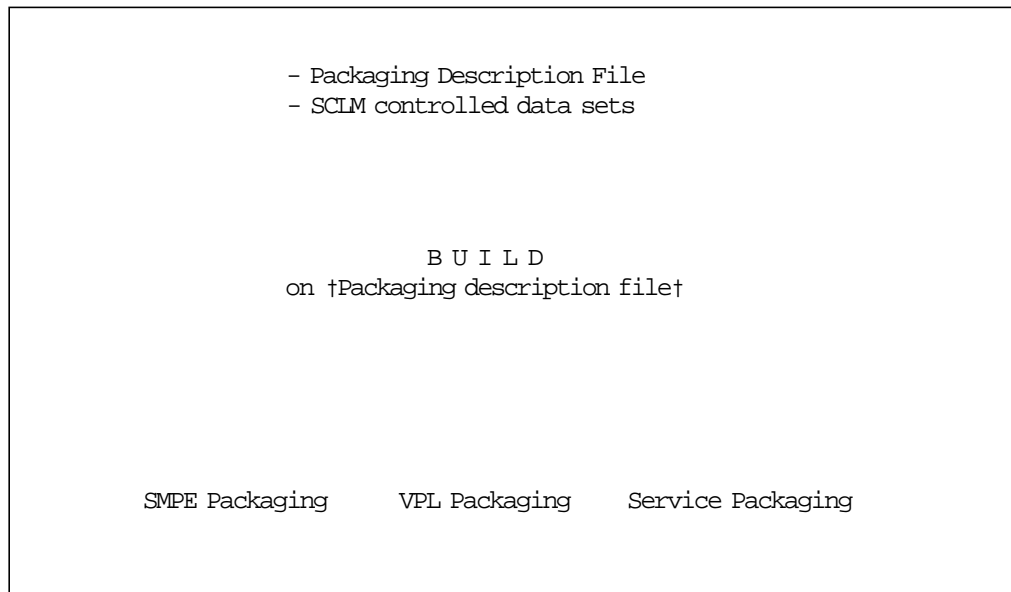 - Packaging Description File
- SCLM controlled data sets
B U I L D
on †Packaging description file†
SMPE Packaging VPL Packaging Service Packaging